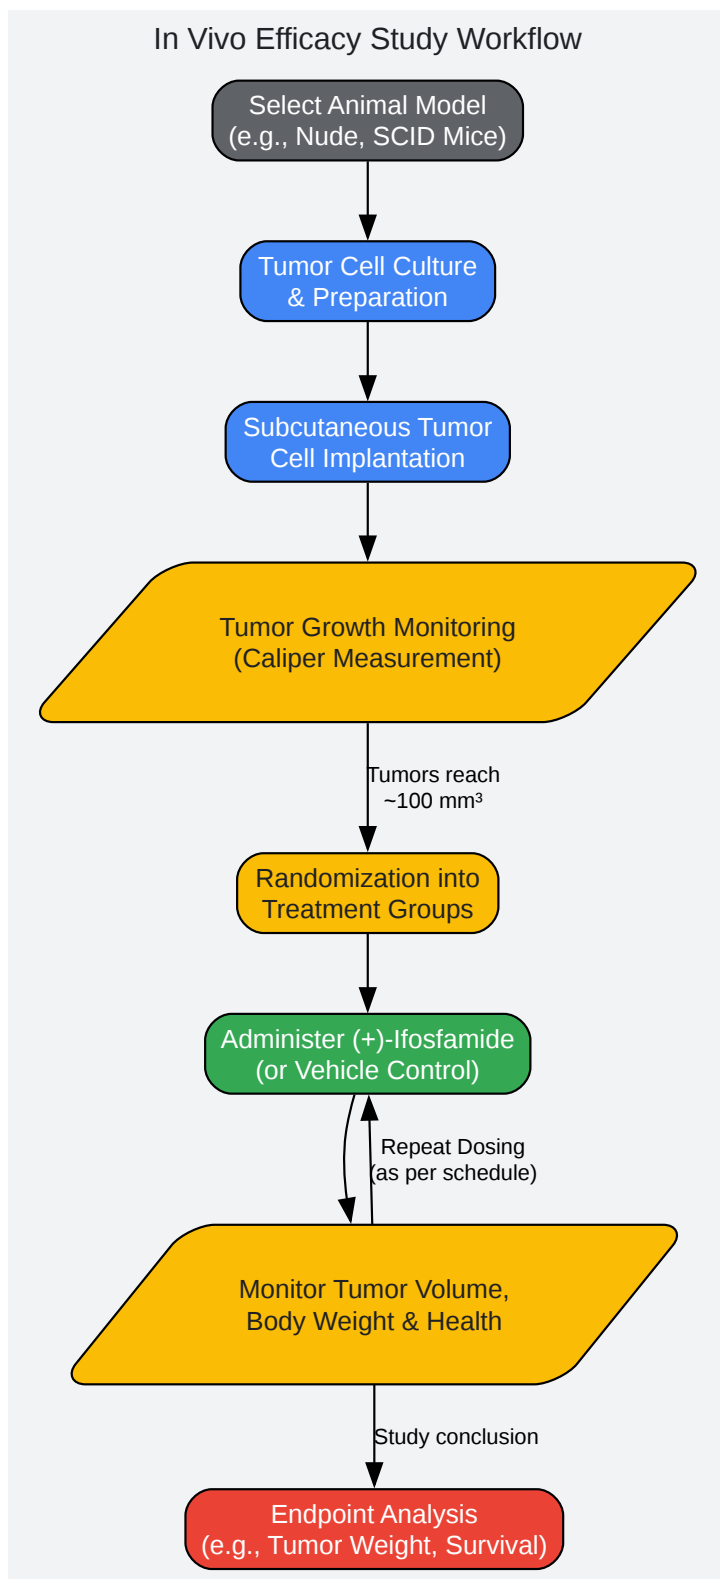 In Vivo Efficacy Study Workflow
Select Animal Model
(e.g., Nude, SCID Mice)
Tumor Cell Culture
& Preparation
Subcutaneous Tumor
Cell Implantation
Tumor Growth Monitoring
(Caliper Measurement)
Tumors reach
~100 mm³
Randomization into
Treatment Groups
Administer (+)-Ifosfamide
(or Vehicle Control)
Repeat Dosing
(as per schedule)
Monitor Tumor Volume,
Body Weight & Health
Study conclusion
Endpoint Analysis
(e.g., Tumor Weight, Survival)